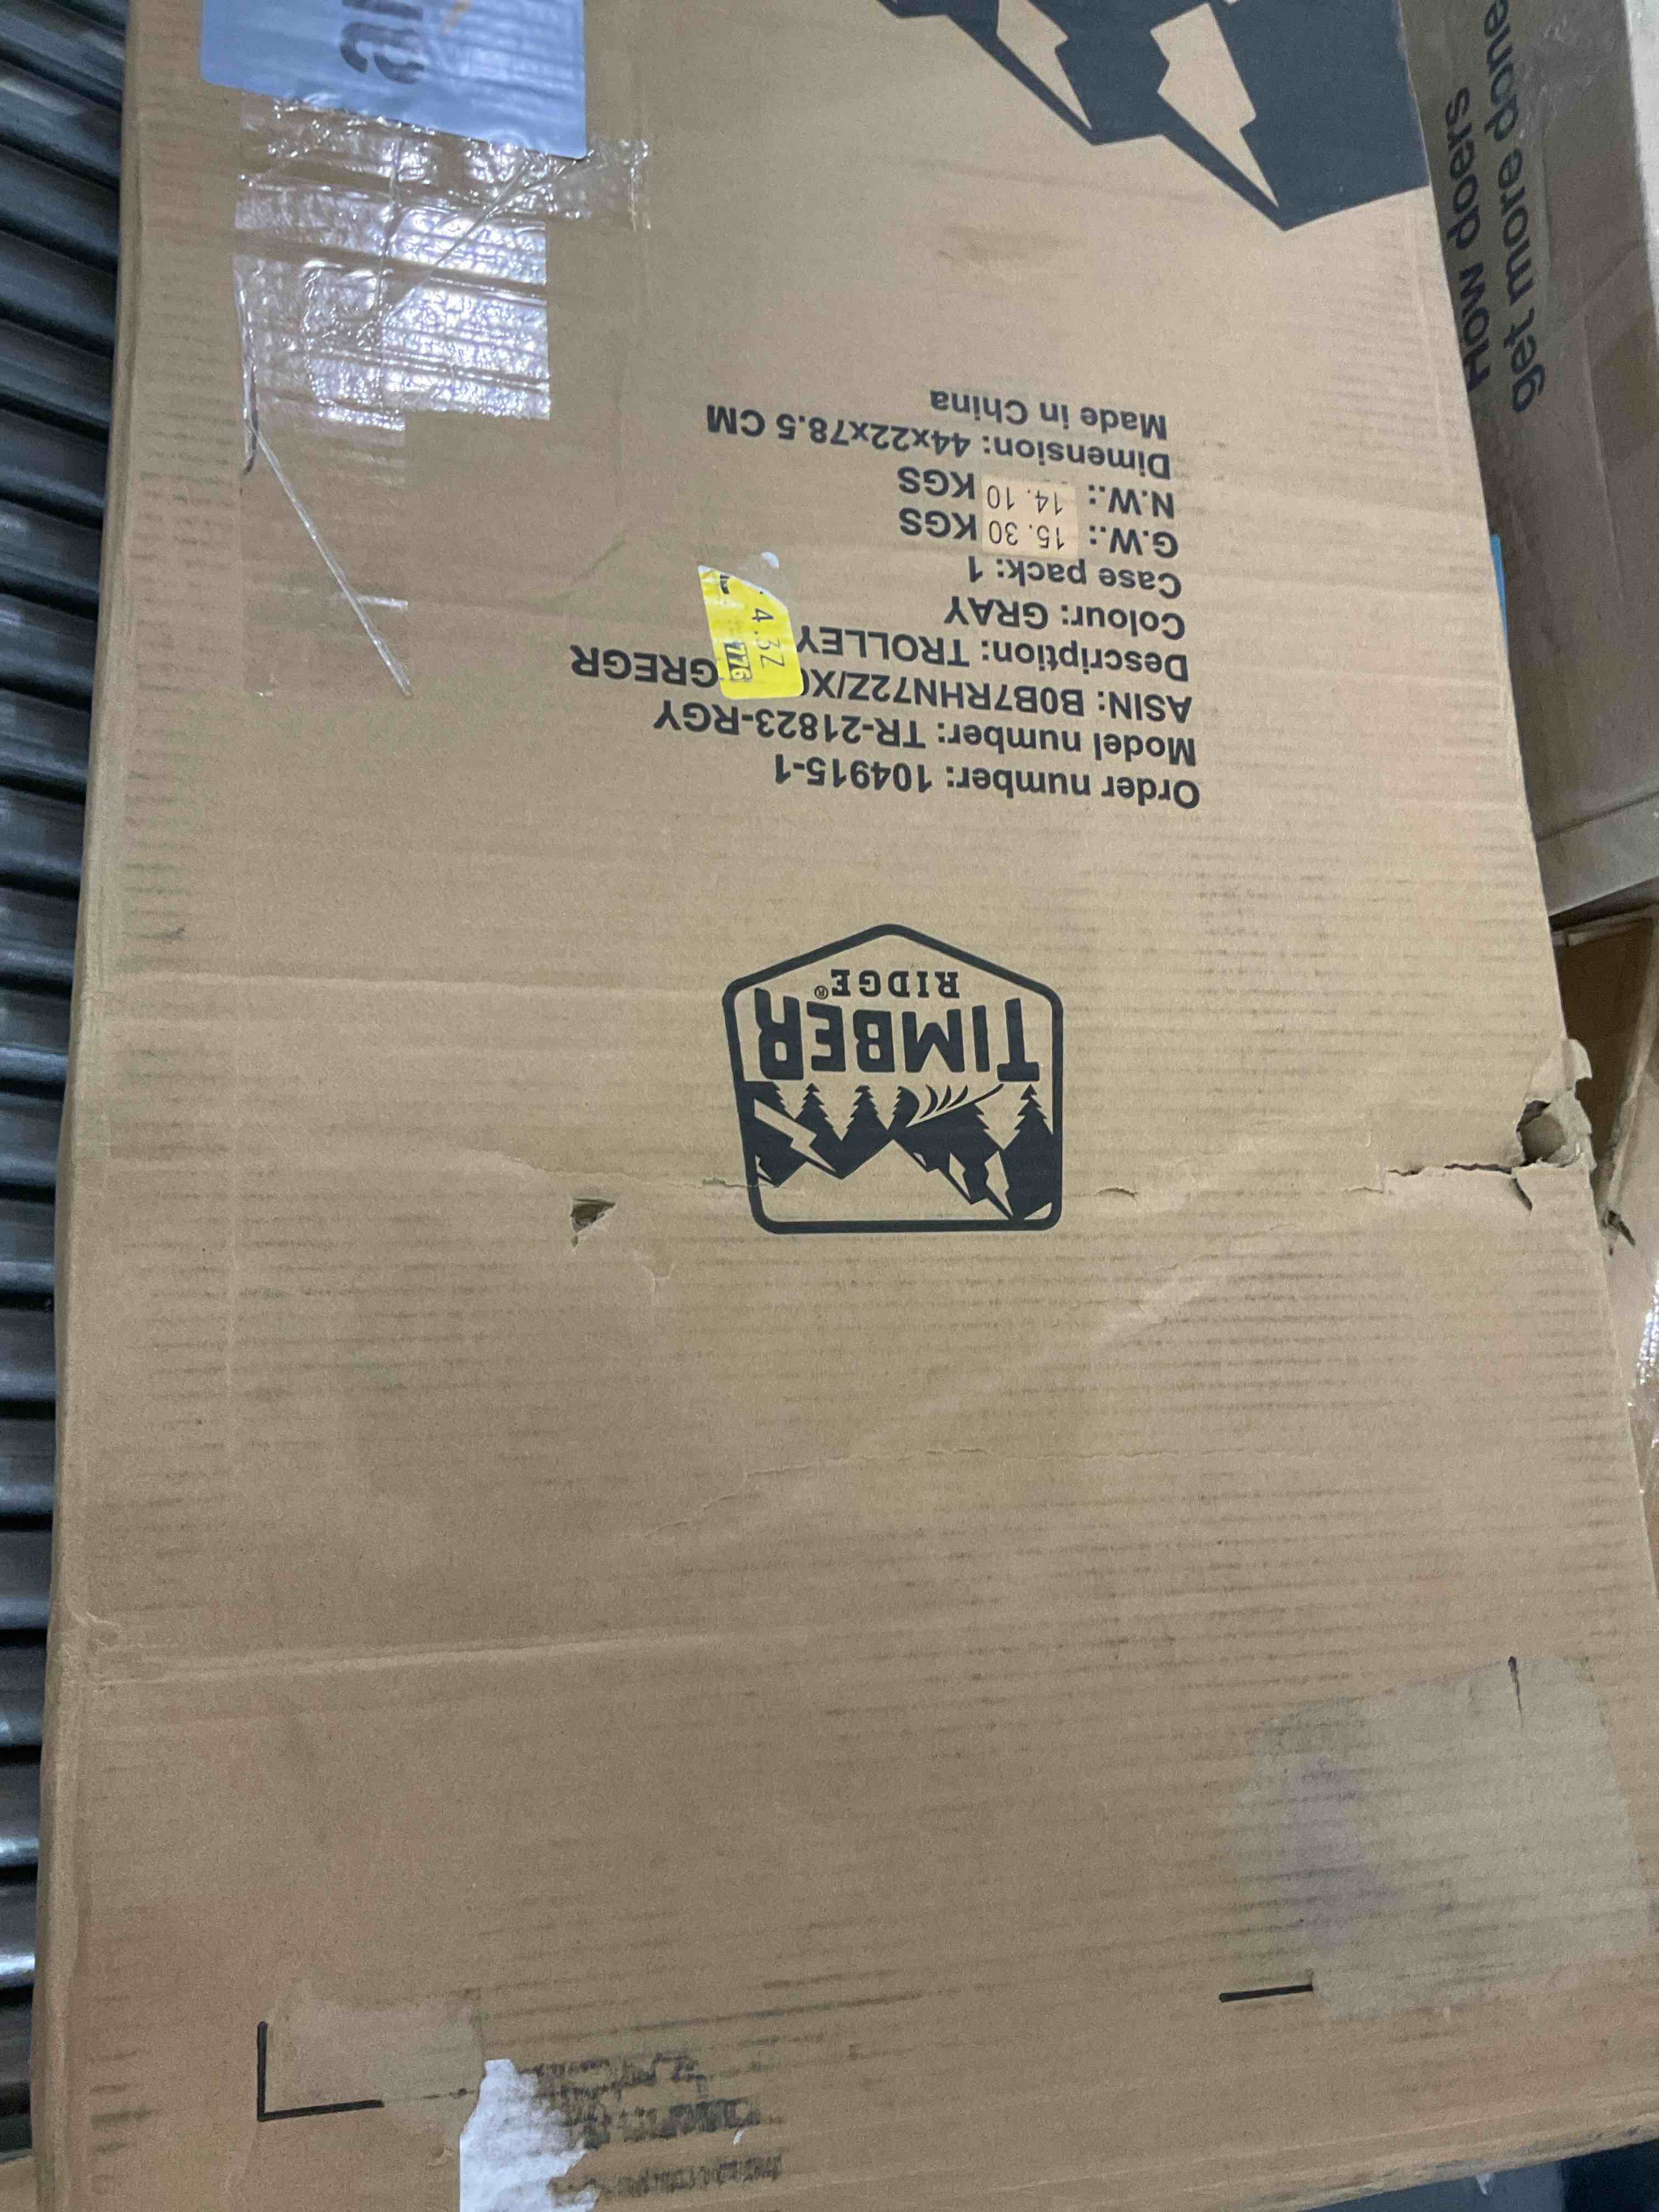 Order number: 104915-1
Model number: TR-21823-RGY
ASIN: B0B7RHN72Z/X GREGR
Description: TROLLEY
Colour: GRAY
Case pack: 1
G.W.: 15.30 KGS
N.W.: 14.10 KGS
Dimension: 44x22x78.5 CM
Made in China
TIMBER
RIDGE®
How doers
get more done